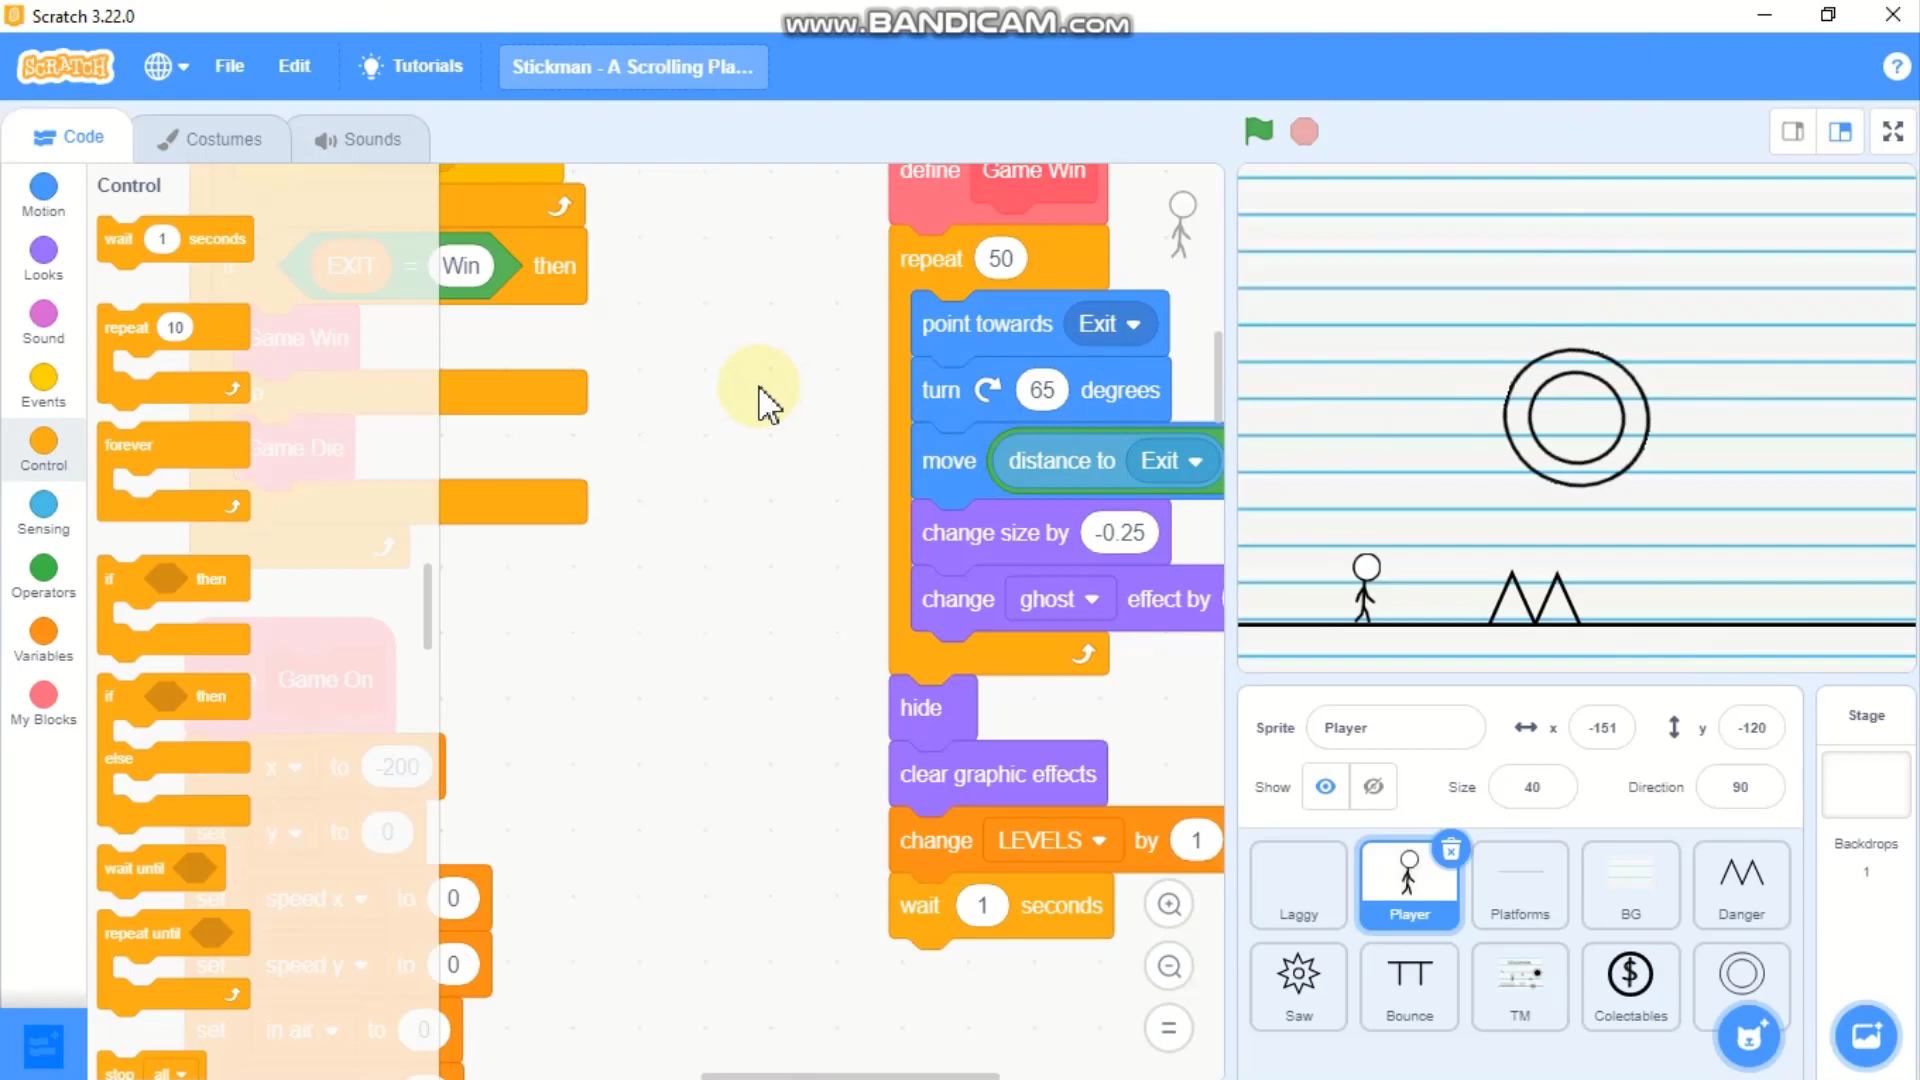 Scratch 3.22.0
www.BANDICAM.com
SCRATCH File Edit Tutorials Stickman - A Scrolling Pla...
?
Code Costumes Sounds
Motion
Looks
Sound
Events
Control
Sensing
Operators
Variables
My Blocks
Control
wait 1 seconds
repeat 10
forever
if then
if then
else
wait until
repeat until
stop all
EXIT = Win then
Game Win
Game Die
Game On
x to -200
set y to 0
set speed x to 0
set speed y to 0
set in air to 0
define Game Win
repeat 50
point towards Exit
turn 65 degrees
move distance to Exit
change size by -0.25
change ghost effect by
hide
clear graphic effects
change LEVELS by 1
wait 1 seconds
Sprite Player x -151 y -120
Show Size 40 Direction 90
Laggy Player Platforms BG Danger
Saw Bounce TM Colectables
Stage
Backdrops
1